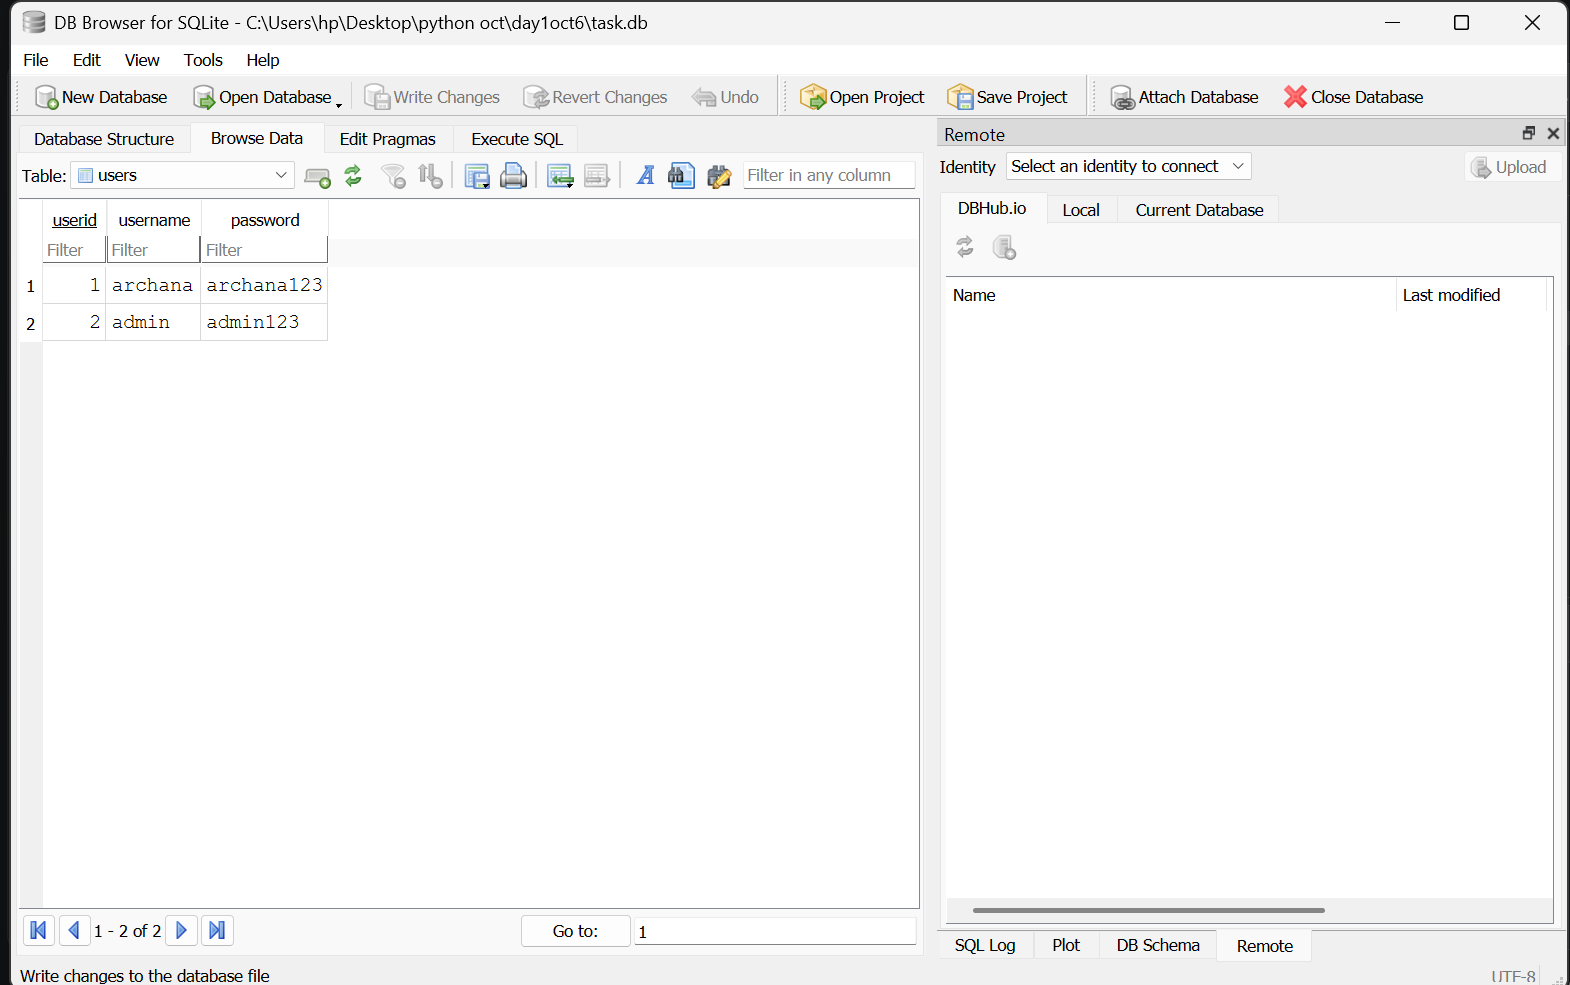 DB Browser for SQLite - C:\Users\hp\Desktop\python oct\day1oct6\task.db
File Edit View Tools Help
New Database Open Database Write Changes Revert Changes Undo Open Project Save Project Attach Database Close Database
Database Structure Browse Data Edit Pragmas Execute SQL
Table: users Filter in any column
userid username password
Filter Filter Filter
1 1 archana archana123
2 2 admin admin123
1 - 2 of 2 Go to: 1
Remote
Identity Select an identity to connect Upload
DBHub.io Local Current Database
Name Last modified
SQL Log Plot DB Schema Remote
Write changes to the database file UTF-8